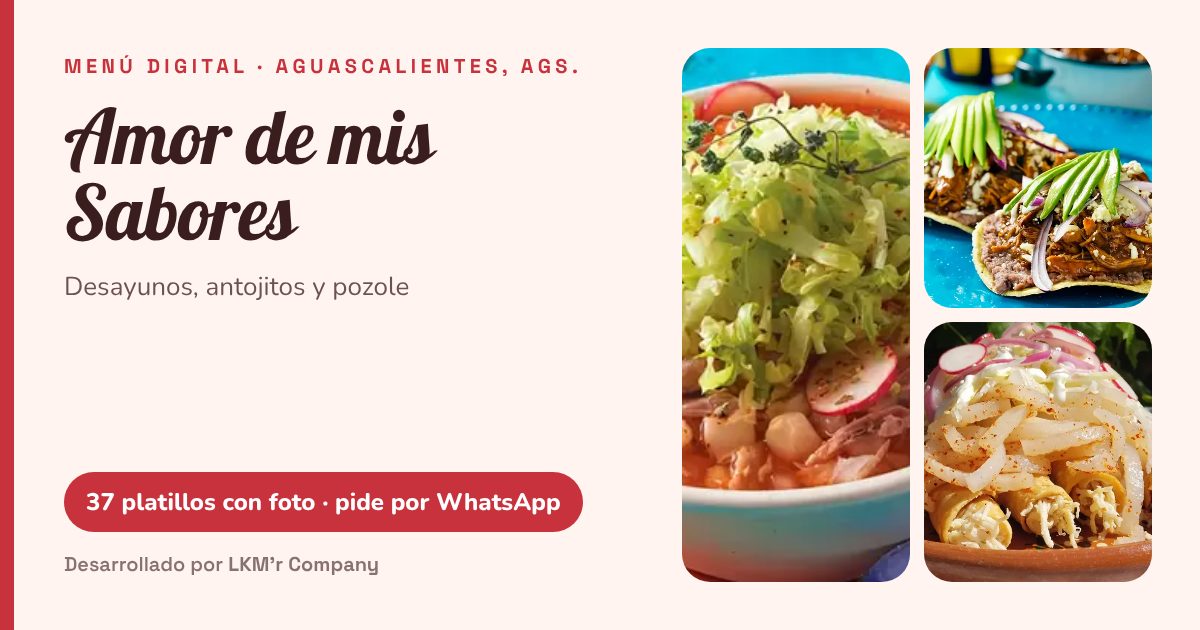 MENÚ DIGITAL · AGUASCALIENTES, AGS.
Amor de mis
Sabores
Desayunos, antojitos y pozole
37 platillos con foto · pide por WhatsApp
Desarrollado por LKM’r Company